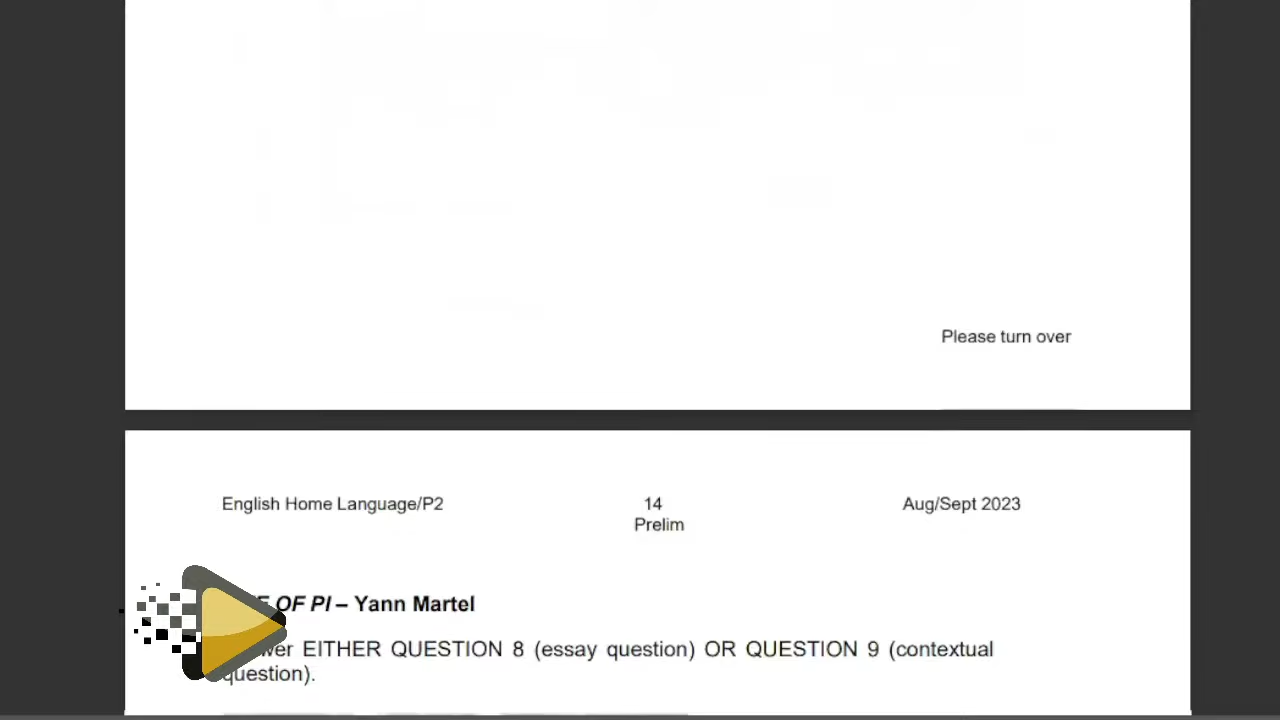 Please turn over
English Home Language/P2 14 Aug/Sept 2023
Prelim
OF PI – Yann Martel
EITHER QUESTION 8 (essay question) OR QUESTION 9 (contextual
question).